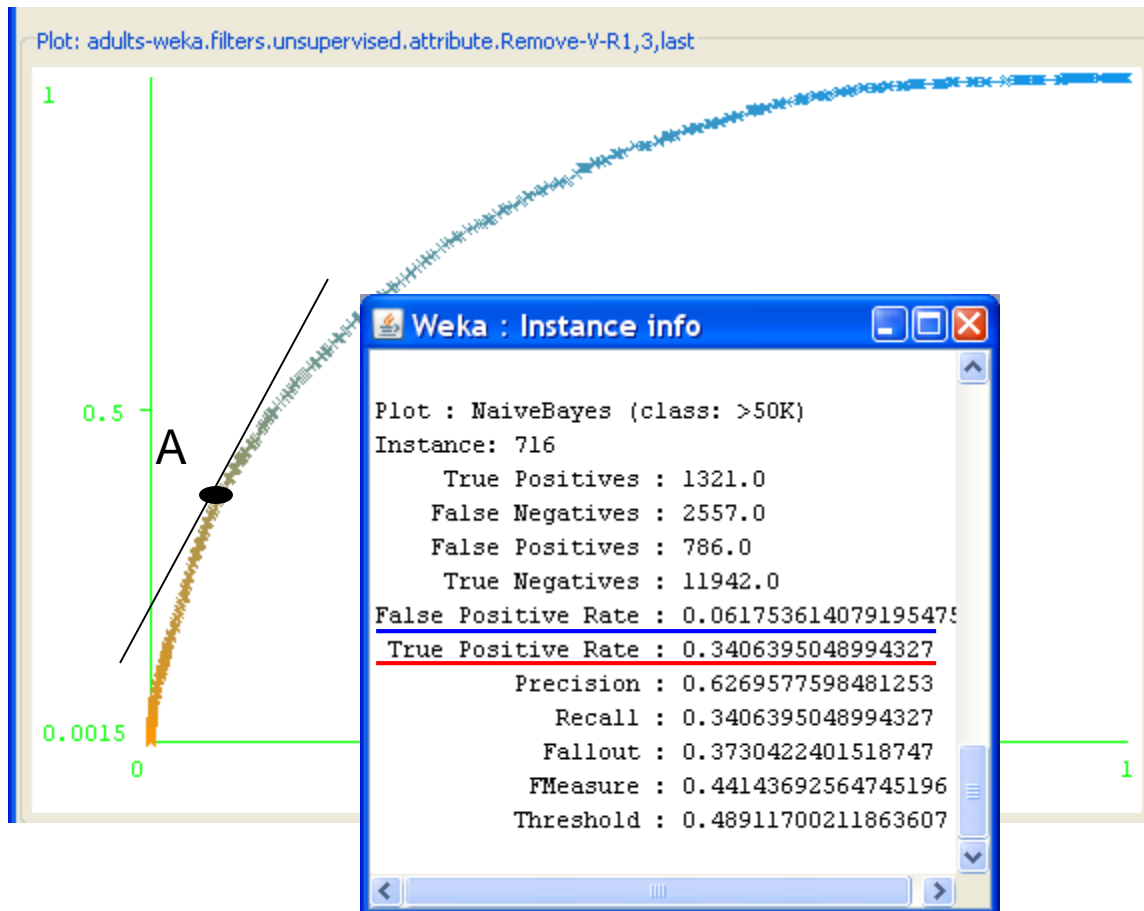 Plot: adults-weka.filters.unsupervised.attribute.Remove-V-R1,3,last
1
0.5
A
0.0015
0
1
Weka : Instance info
Plot : NaiveBayes (class: >50K)
Instance: 716
True Positives : 1321.0
False Negatives : 2557.0
False Positives : 786.0
True Negatives : 11942.0
False Positive Rate : 0.061753614079195475
True Positive Rate : 0.3406395048994327
Precision : 0.6269577598481253
Recall : 0.3406395048994327
Fallout : 0.3730422401518747
FMeasure : 0.44143692564745196
Threshold : 0.48911700211863607